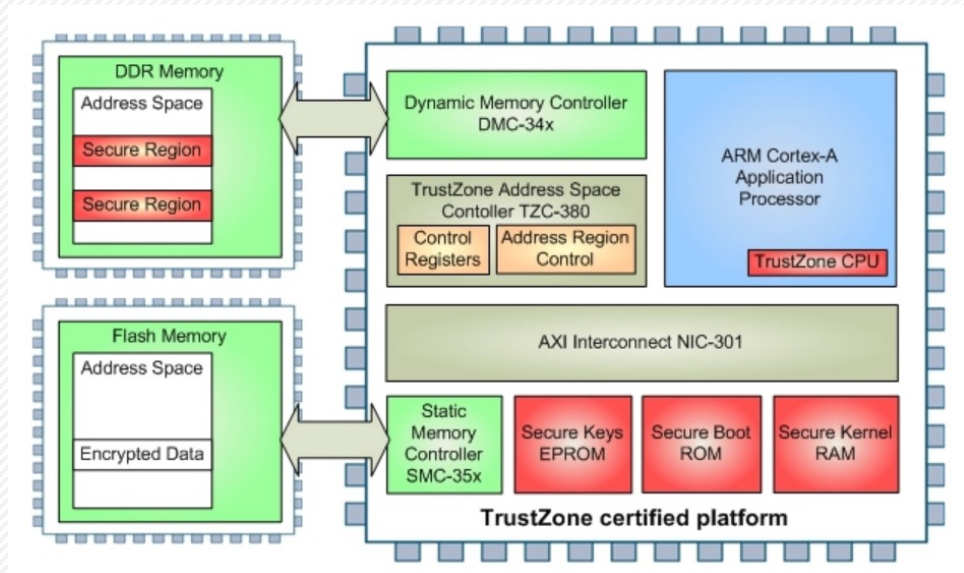 DDR Memory
Address Space
Secure Region
Secure Region
Flash Memory
Address Space
Encrypted Data
Dynamic Memory Controller
DMC-34x
TrustZone Address Space
Contoller TZC-380
Control
Registers
Address Region
Control
ARM Cortex-A
Application
Processor
TrustZone CPU
AXI Interconnect NIC-301
Static
Memory
Controller
SMC-35x
Secure Keys
EPROM
Secure Boot
ROM
Secure Kernel
RAM
TrustZone certified platform